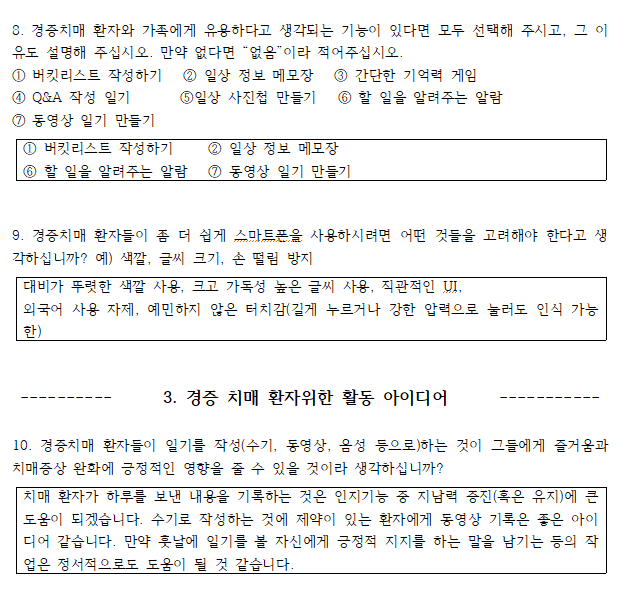 8. 경증치매 환자와 가족에게 유용하다고 생각되는 기능이 있다면 모두 선택해 주시고, 그 이
유도 설명해 주십시오. 만약 없다면 “없음”이라 적어주십시오.
① 버킷리스트 작성하기 ② 일상 정보 메모장 ③ 간단한 기억력 게임
④ Q&A 작성 일기 ⑤일상 사진첩 만들기 ⑥ 할 일을 알려주는 알람
⑦ 동영상 일기 만들기
① 버킷리스트 작성하기 ② 일상 정보 메모장
⑥ 할 일을 알려주는 알람 ⑦ 동영상 일기 만들기
9. 경증치매 환자들이 좀 더 쉽게 스마트폰을 사용하시려면 어떤 것들을 고려해야 한다고 생
각하십니까? 예) 색깔, 글씨 크기, 손 떨림 방지
대비가 뚜렷한 색깔 사용, 크고 가독성 높은 글씨 사용, 직관적인 UI,
외국어 사용 자제, 예민하지 않은 터치감(길게 누르거나 강한 압력으로 눌러도 인식 가능
한)
---------- 3. 경증 치매 환자위한 활동 아이디어 -----------
10. 경증치매 환자들이 일기를 작성(수기, 동영상, 음성 등으로)하는 것이 그들에게 즐거움과
치매증상 완화에 긍정적인 영향을 줄 수 있을 것이라 생각하십니까?
치매 환자가 하루를 보낸 내용을 기록하는 것은 인지기능 중 지남력 증진(혹은 유지)에 큰
도움이 되겠습니다. 수기로 작성하는 것에 제약이 있는 환자에게 동영상 기록은 좋은 아이
디어 같습니다. 만약 훗날에 일기를 볼 자신에게 긍정적 지지를 하는 말을 남기는 등의 작
업은 정서적으로도 도움이 될 것 같습니다.